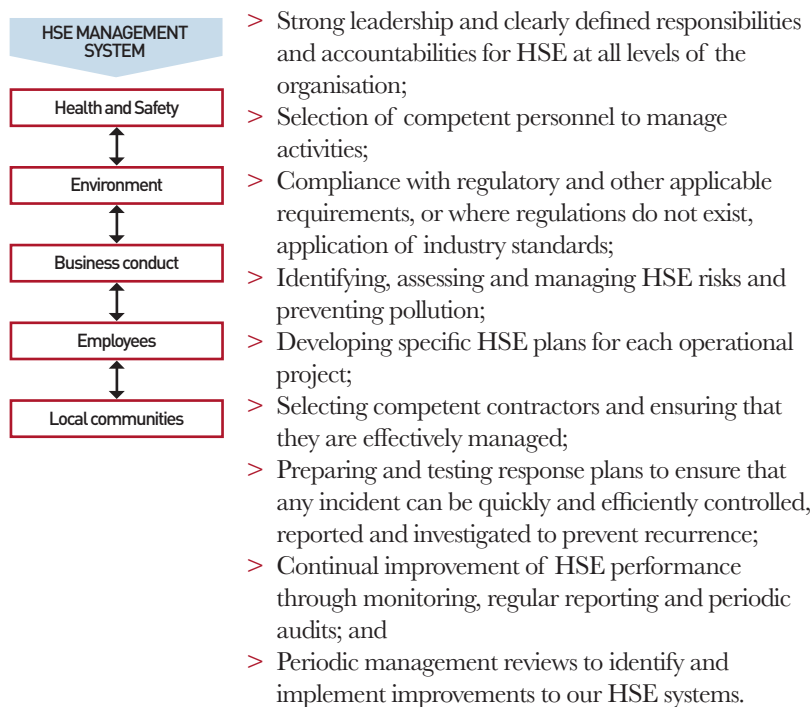 HSE MANAGEMENT
SYSTEM
Health and Safety
Environment
Business conduct
Employees
Local communities
> Strong leadership and clearly defined responsibilities
and accountabilities for HSE at all levels of the
organisation;
> Selection of competent personnel to manage
activities;
> Compliance with regulatory and other applicable
requirements, or where regulations do not exist,
application of industry standards;
> Identifying, assessing and managing HSE risks and
preventing pollution;
> Developing specific HSE plans for each operational
project;
> Selecting competent contractors and ensuring that
they are effectively managed;
> Preparing and testing response plans to ensure that
any incident can be quickly and efficiently controlled,
reported and investigated to prevent recurrence;
> Continual improvement of HSE performance
through monitoring, regular reporting and periodic
audits; and
> Periodic management reviews to identify and
implement improvements to our HSE systems.